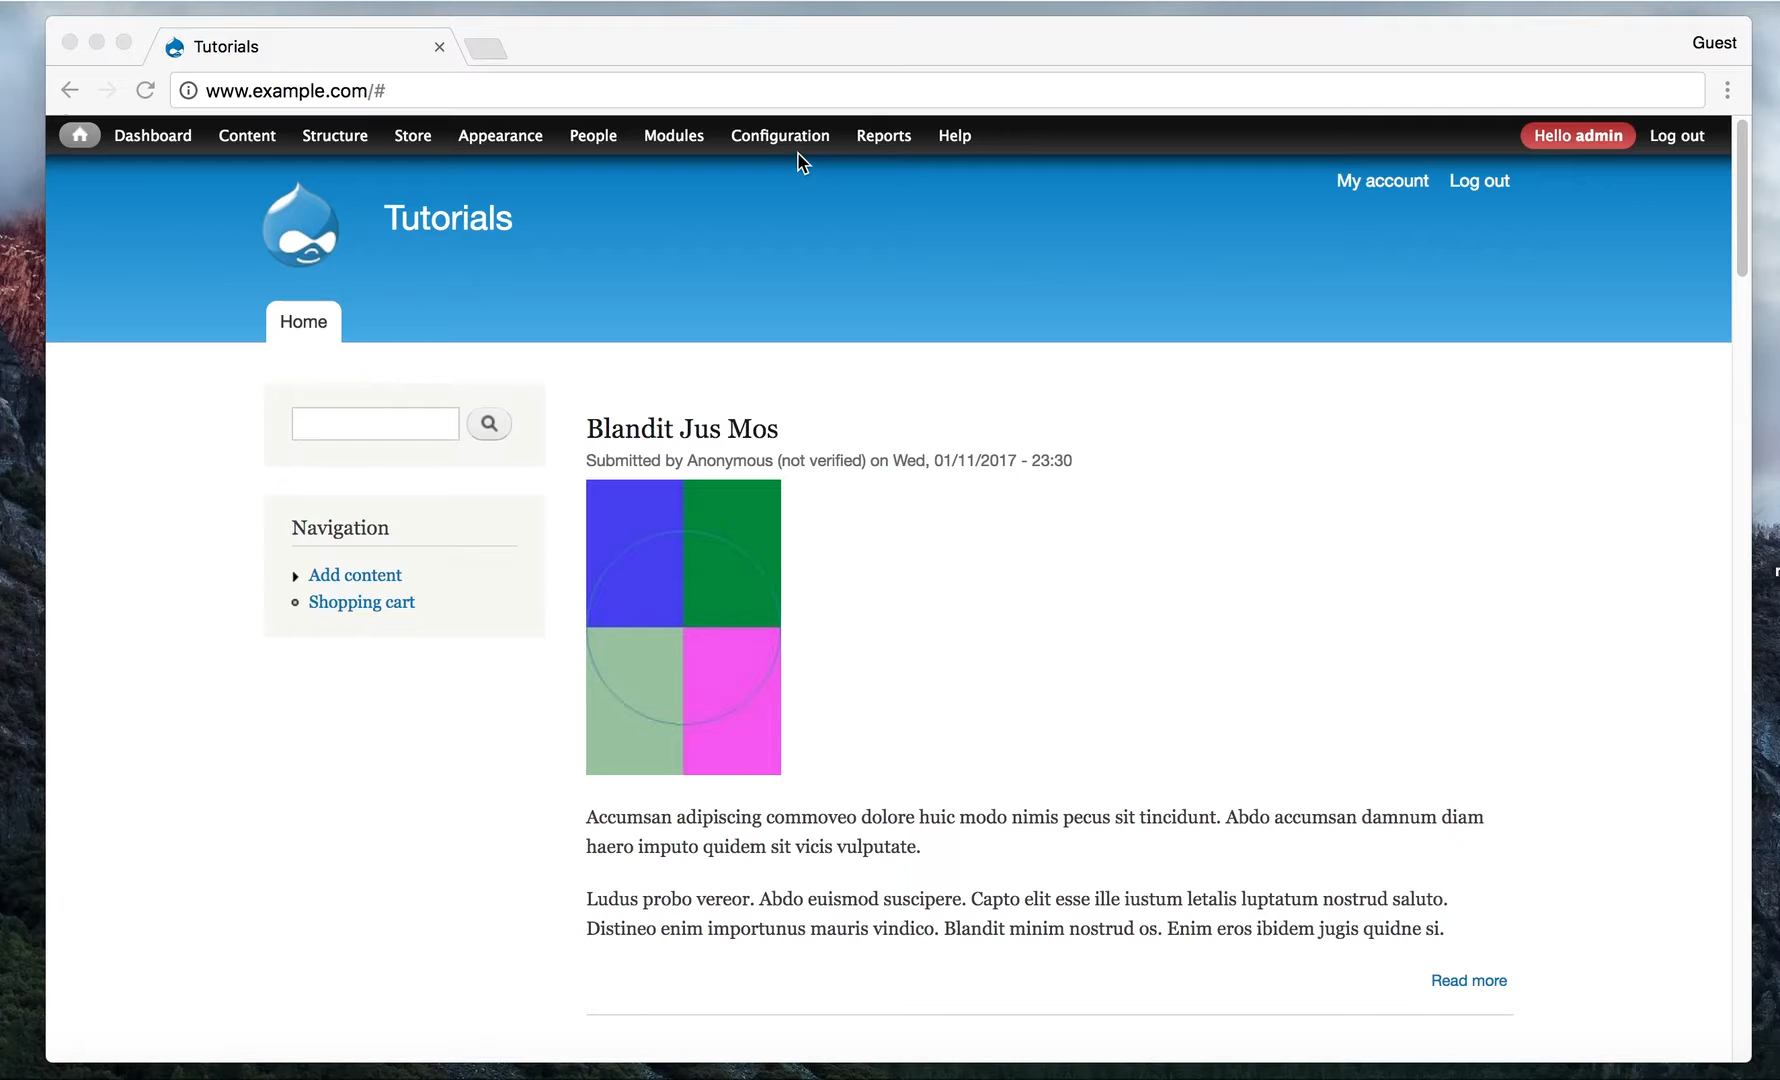 Tutorials
Guest
www.example.com/#
Dashboard Content Structure Store Appearance People Modules Configuration Reports Help Hello admin Log out
My account Log out
Tutorials
Home
Navigation
Add content
Shopping cart
Blandit Jus Mos
Submitted by Anonymous (not verified) on Wed, 01/11/2017 - 23:30
Accumsan adipiscing commoveo dolore huic modo nimis pecus sit tincidunt. Abdo accumsan damnum diam
haero imputo quidem sit vicis vulputate.
Ludus probo vereor. Abdo euismod suscipere. Capto elit esse ille iustum letalis luptatum nostrud saluto.
Distineo enim importunus mauris vindico. Blandit minim nostrud os. Enim eros ibidem jugis quidne si.
Read more